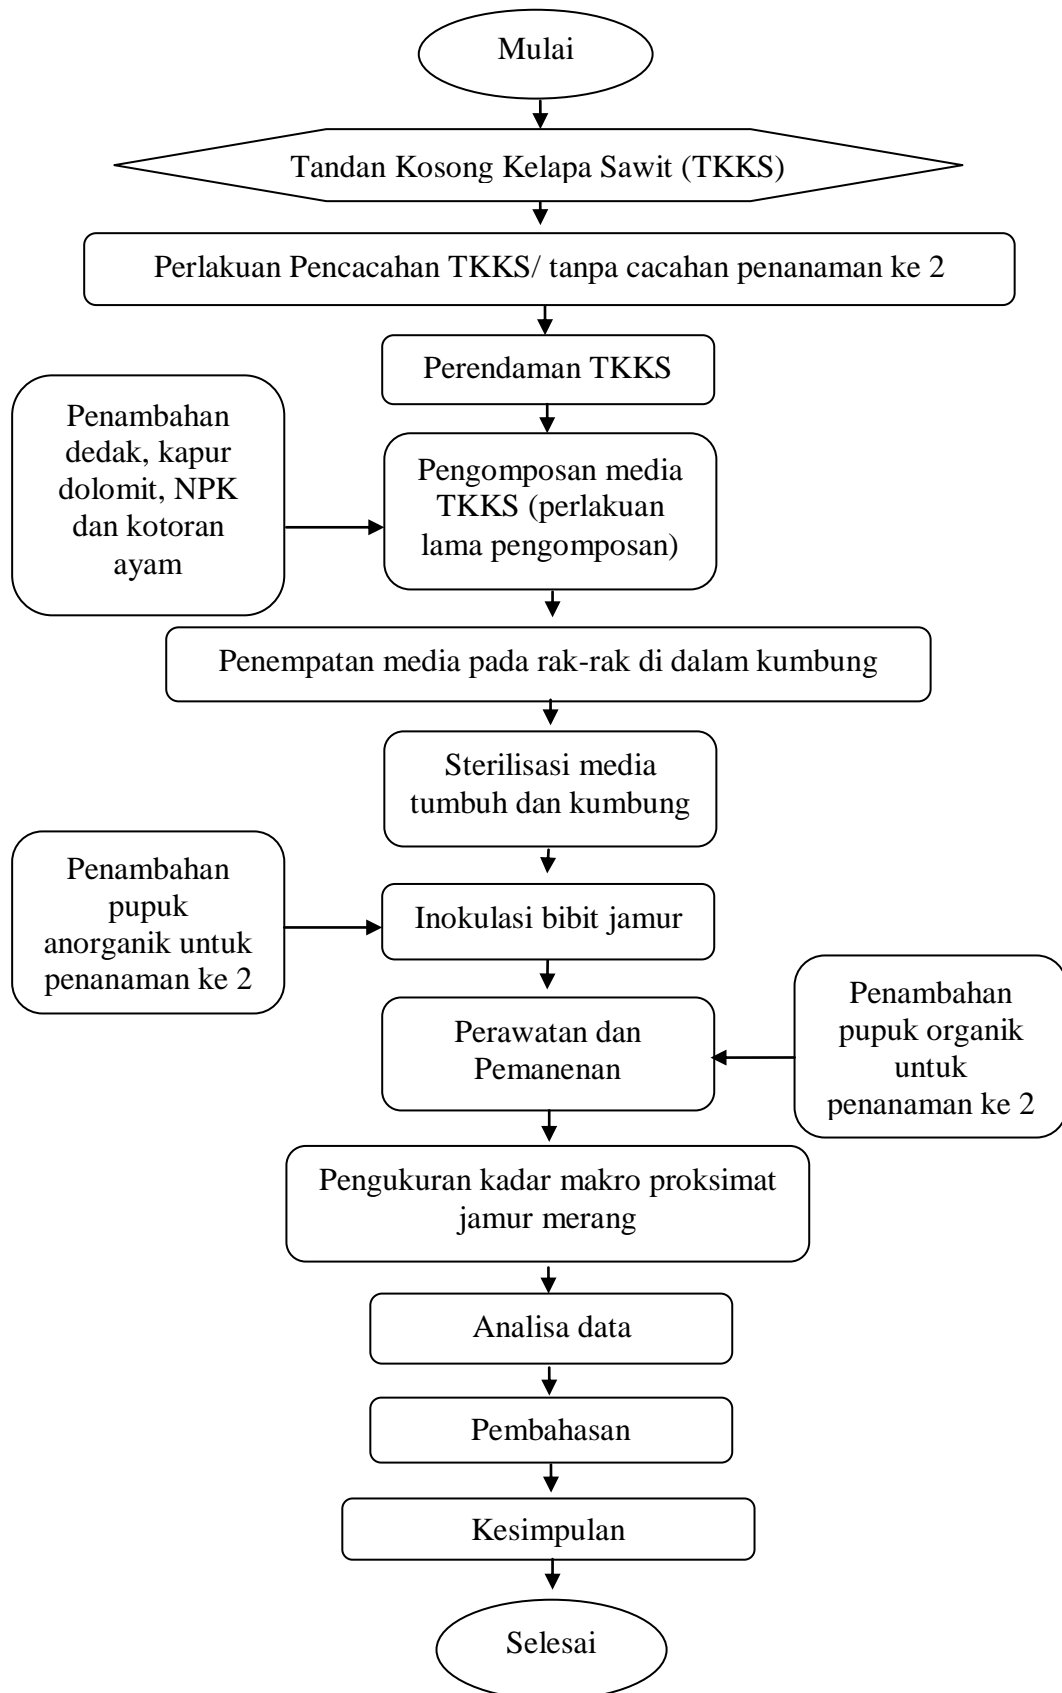 Mulai
Tandan Kosong Kelapa Sawit (TKKS)
Perlakuan Pencacahan TKKS/ tanpa cacahan penanaman ke 2
Perendaman TKKS
Penambahan
dedak, kapur
dolomit, NPK
dan kotoran
ayam
Pengomposan media
TKKS (perlakuan
lama pengomposan)
Penempatan media pada rak-rak di dalam kumbung
Sterilisasi media
tumbuh dan kumbung
Penambahan
pupuk
anorganik untuk
penanaman ke 2
Inokulasi bibit jamur
Perawatan dan
Pemanenan
Penambahan
pupuk organik
untuk
penanaman ke 2
Pengukuran kadar makro proksimat
jamur merang
Analisa data
Pembahasan
Kesimpulan
Selesai